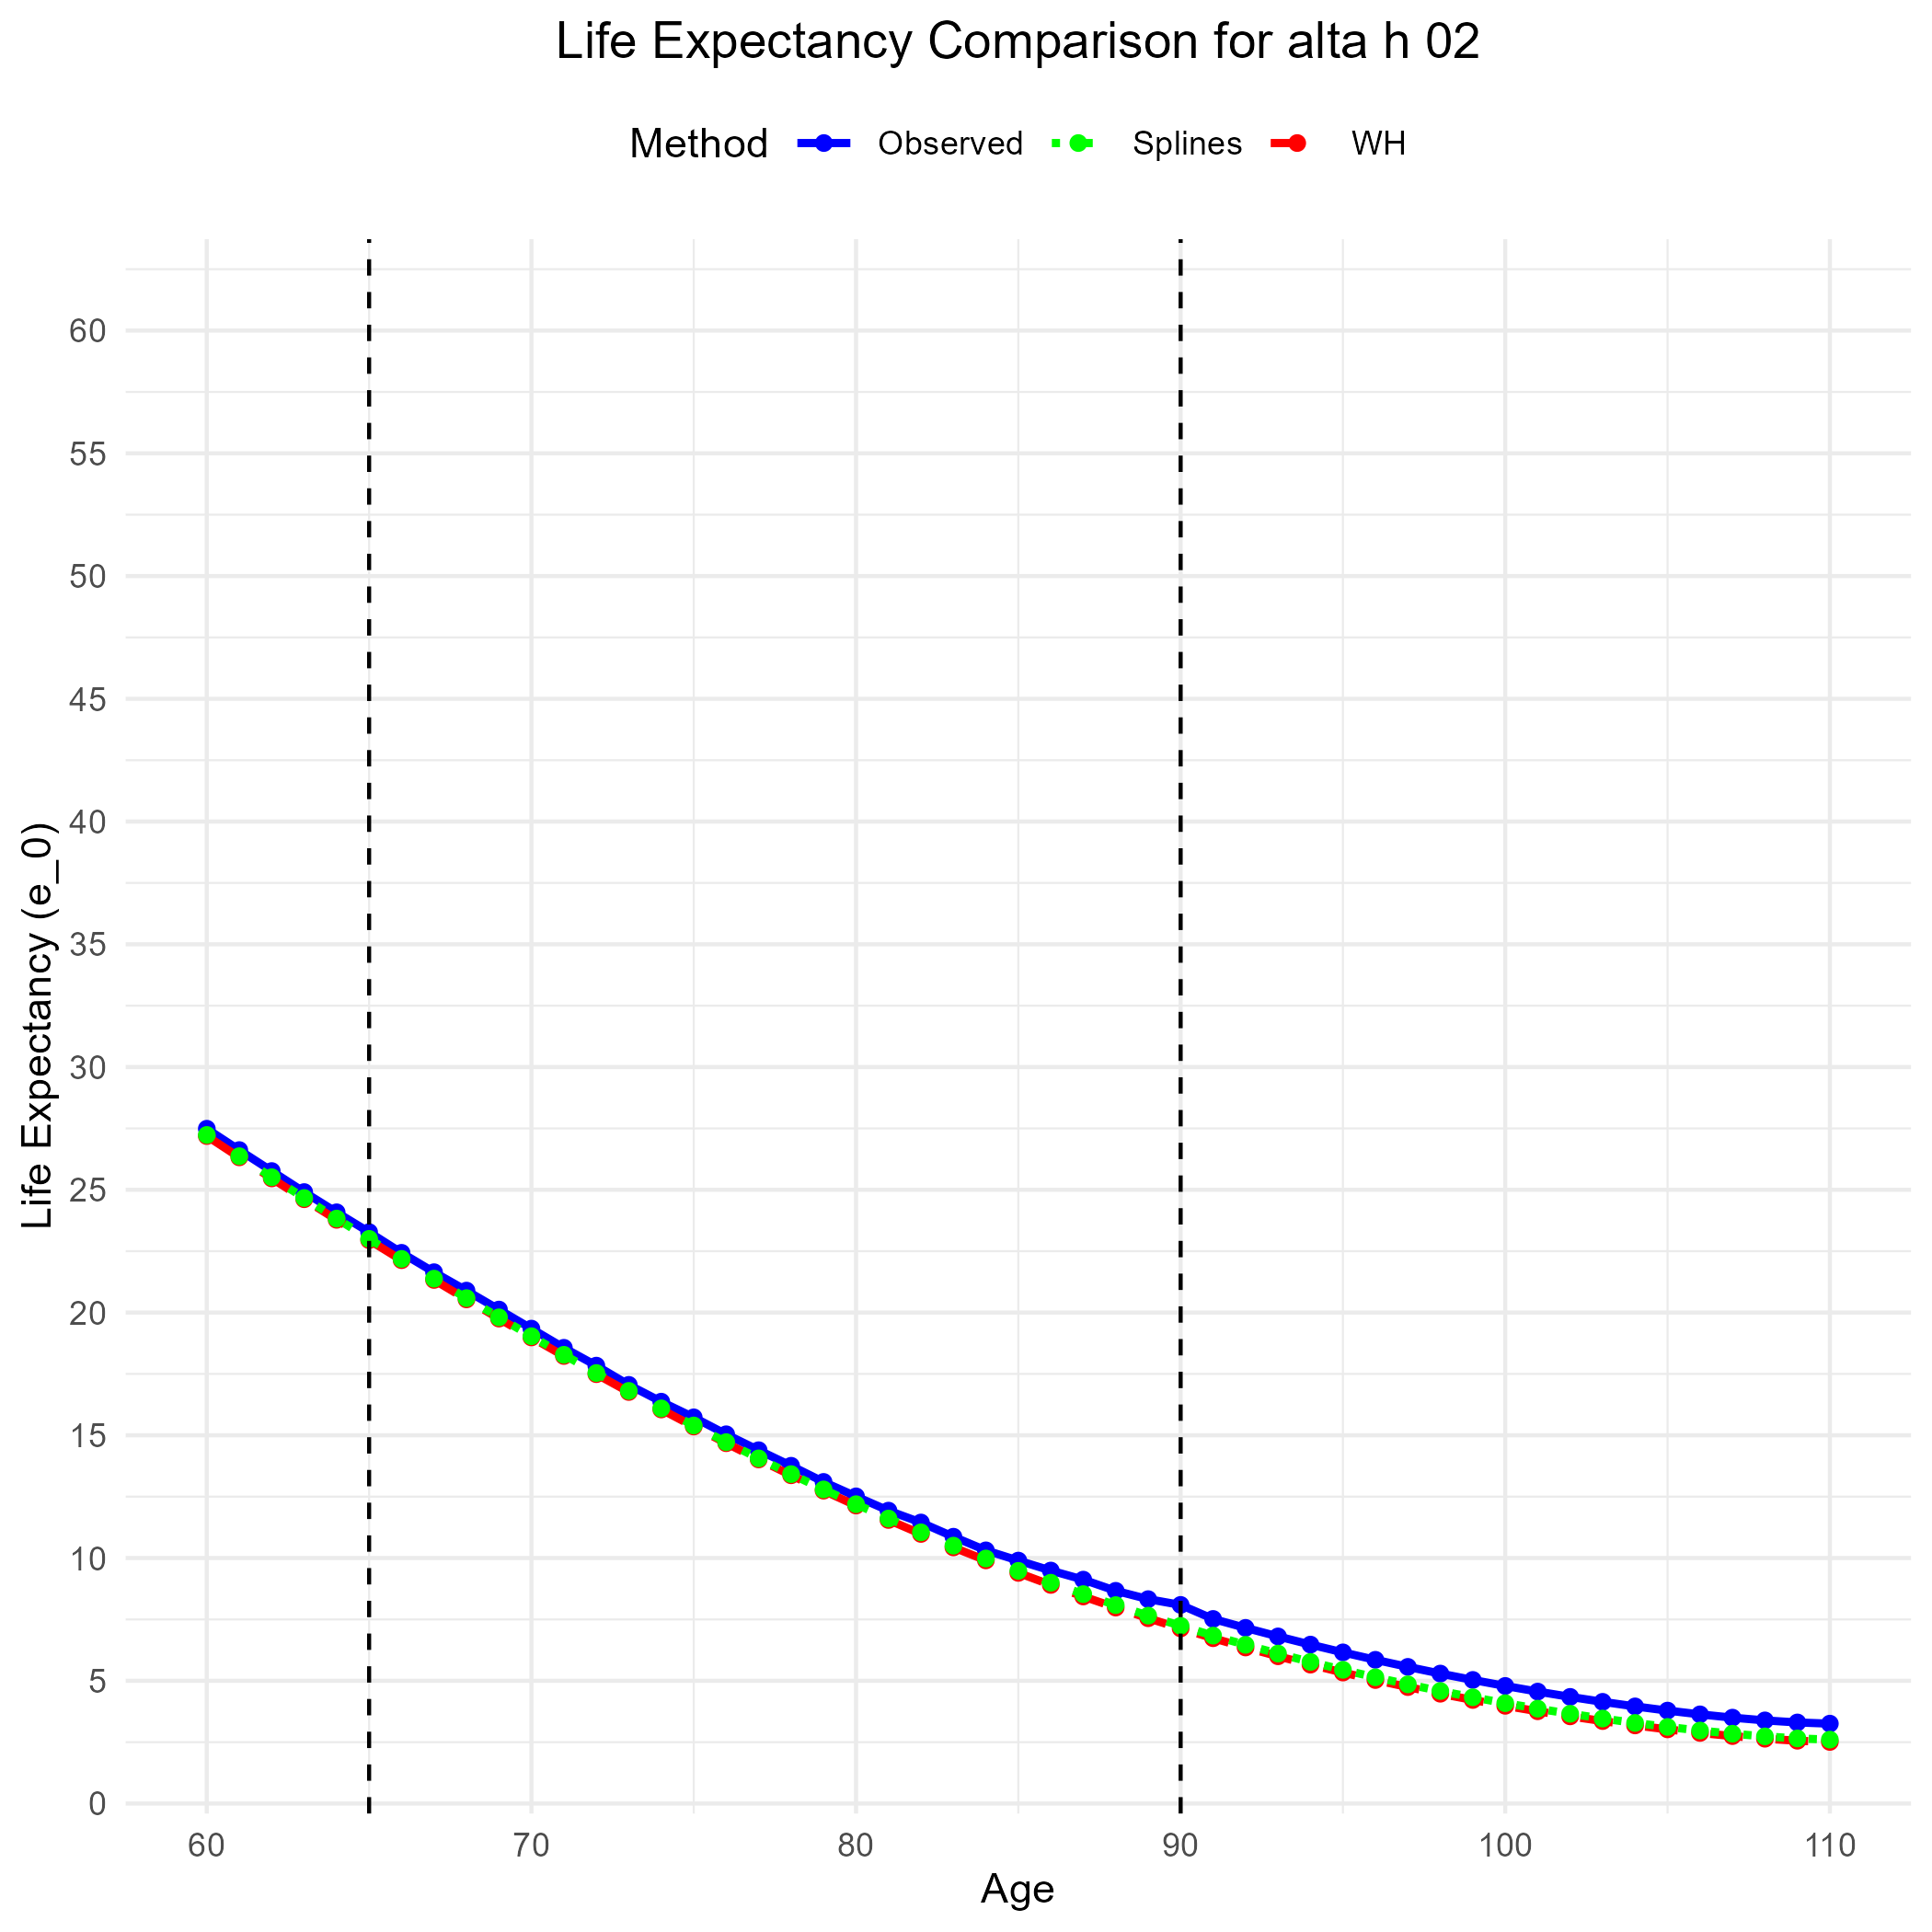 Life Expectancy Comparison for alta h 02
Method Observed Splines WH
Life Expectancy (e_0)
60
55
50
45
40
35
30
25
20
15
10
5
0
60 70 80 90 100 110
Age